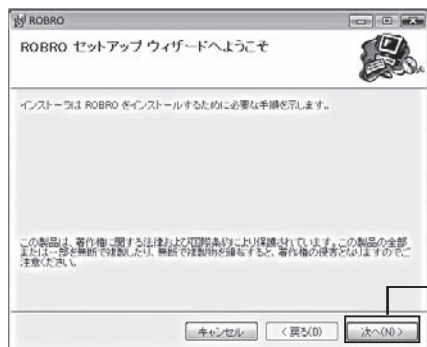 ROBRO
ROBRO セットアップ ウィザードへようこそ
インストーラは ROBRO をインストールするために必要な手順を示します。
この製品は、著作権に関する法律および国際条約により保護されています。この製品の全部
または一部を無断で複製したり、無断で複製物を頒布すると、著作権の侵害となりますのでご
注意ください。
キャンセル
< 戻る(B)
次へ(N) >